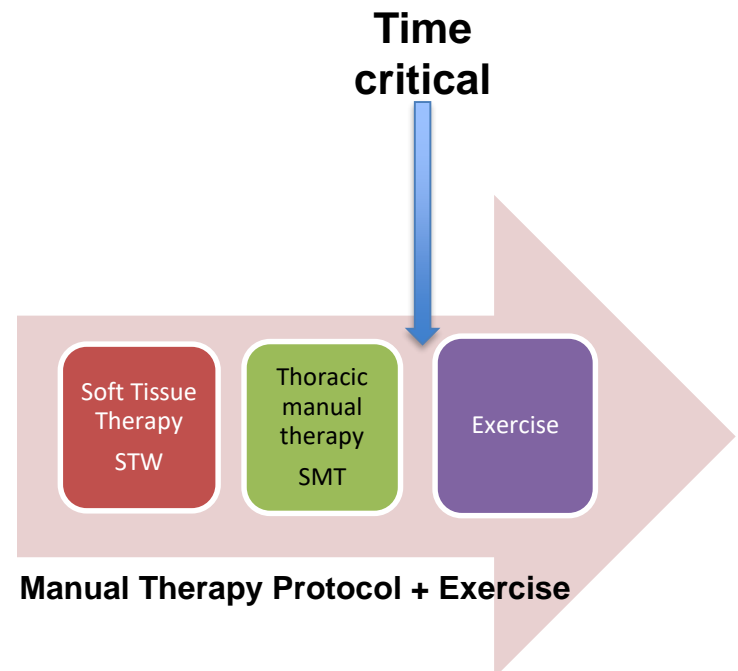 Time
critical
Soft Tissue
Therapy
STW
Thoracic
manual
therapy
SMT
Exercise
Manual Therapy Protocol + Exercise